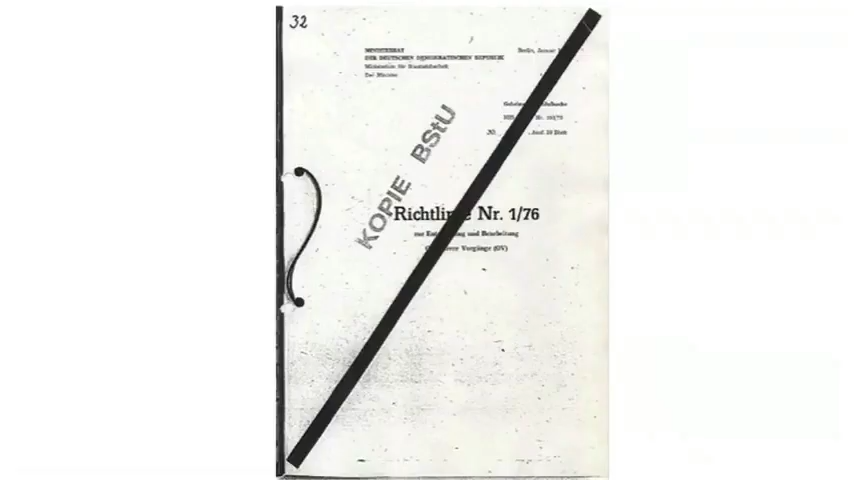 32
MINISTERRAT
DER DEUTSCHEN DEMOKRATISCHEN REPUBLIK
Ministerium für Staatssicherheit
Der Minister
Berlin, Januar
KOPIE BStU
Richtlinie Nr. 1/76
zur und Bearbeitung
Vorgänge (OV)